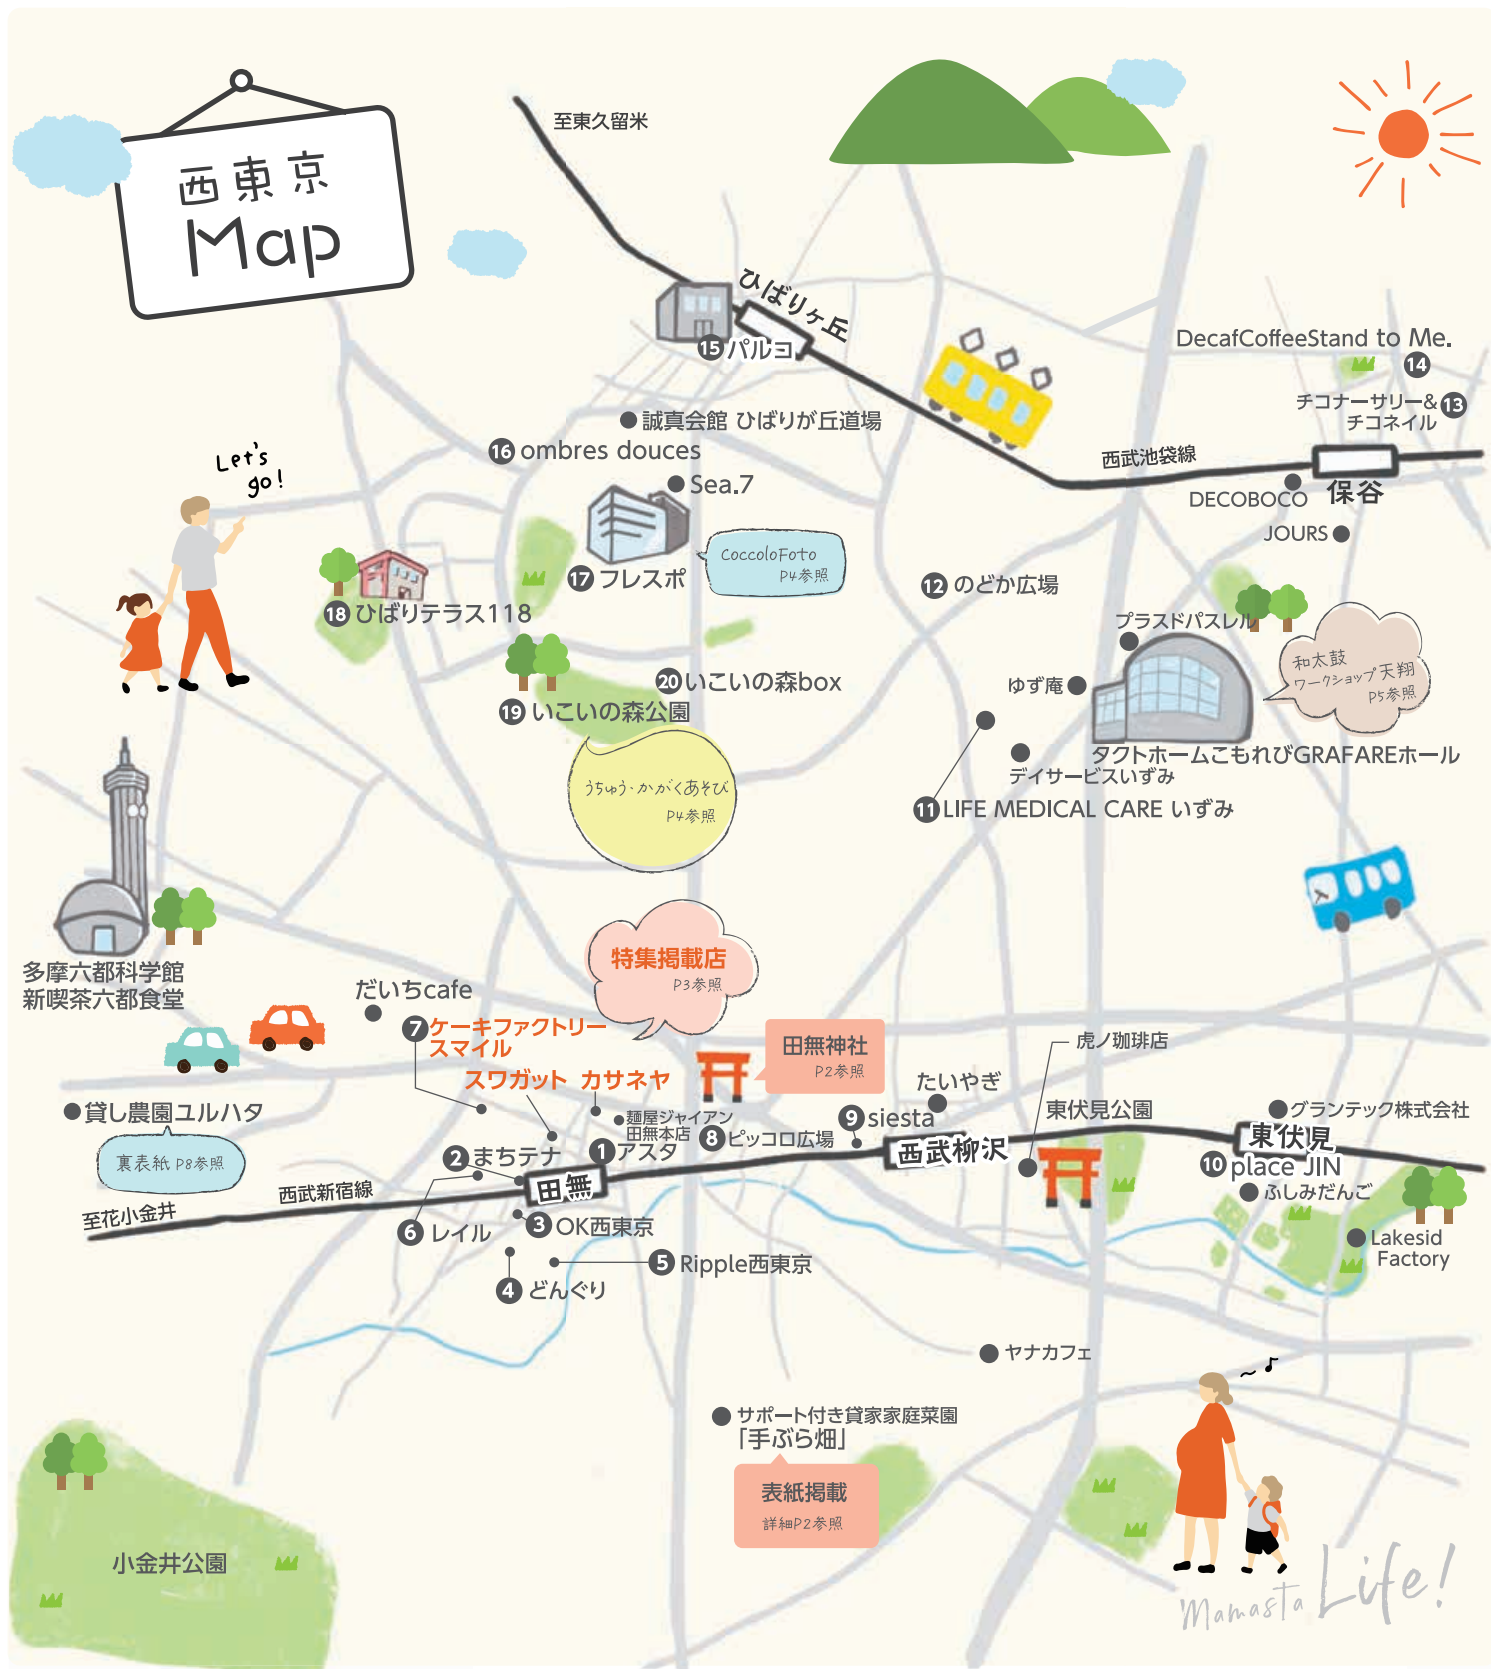 西東京
Map
至東久留米
ひばりヶ丘
15 パルコ
DecafCoffeeStand to Me.
14
チコナーサリー& 13
チコネイル
誠真会館 ひばりが丘道場
16 ombres douces
Let's
go!
西武池袋線
Sea.7
DECOBOCO
保谷
JOURS
CoccoloFoto
P4参照
17 フレスポ
12 のどか広場
18 ひばりテラス118
プラスドパスレル
和太鼓
ワークショップ天翔
P5参照
ゆず庵
20 いこいの森box
19 いこいの森公園
タクトホームこもれびGRAFAREホール
デイサービスいずみ
11 LIFE MEDICAL CARE いずみ
うちゅう・かがくあそび
P4参照
多摩六都科学館
新喫茶六都食堂
特集掲載店
P3参照
だいちcafe
7 ケーキファクトリー
スマイル
スワガット
カサネヤ
田無神社
P2参照
虎ノ珈琲店
たいやぎ
貸し農園ユルハタ
裏表紙 P8参照
麺屋ジャイアン
田無本店
8 ピッコロ広場
9 siesta
東伏見公園
グランテック株式会社
東伏見
西武柳沢
1 アスタ
2 まちテナ
田無
10 place JIN
ふしみだんご
西武新宿線
至花小金井
6 レイル
3 OK西東京
Lakesid
Factory
5 Ripple西東京
4 どんぐり
ヤナカフェ
サポート付き貸家家庭菜園
「手ぶら畑」
表紙掲載
詳細P2参照
小金井公園
Mamasta Life!